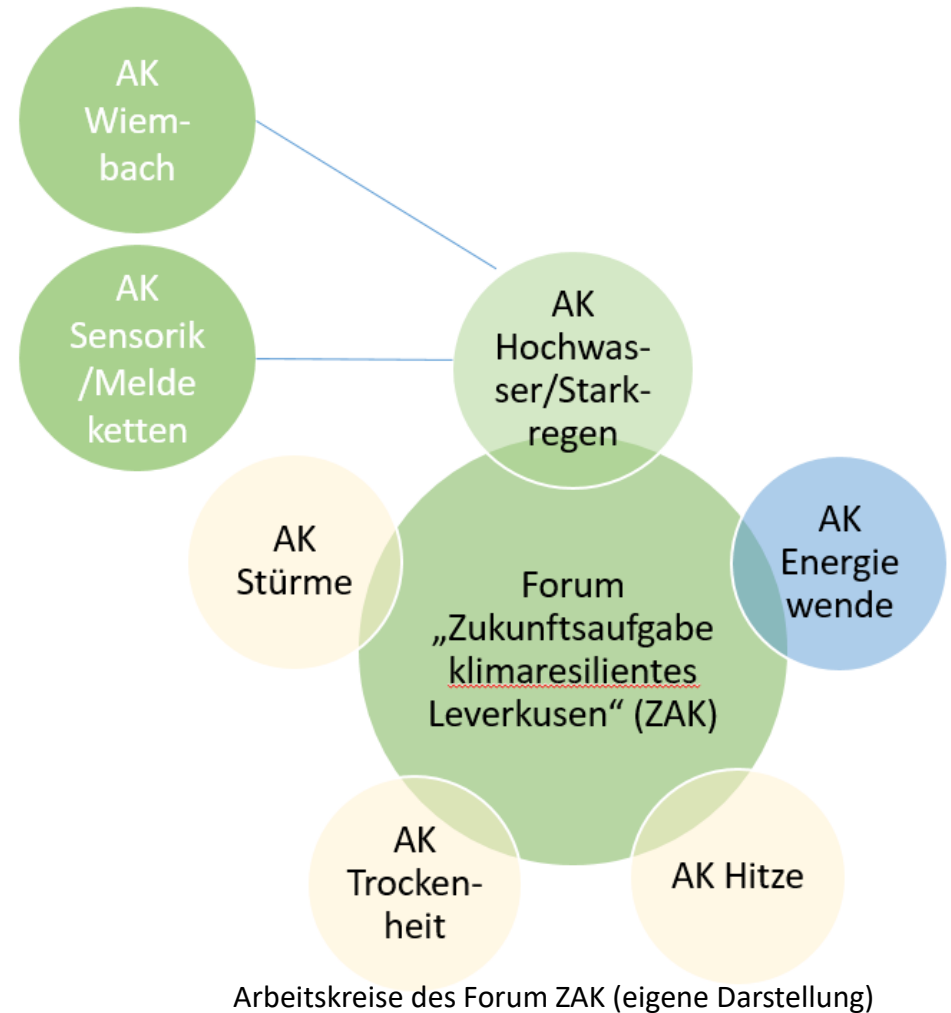 AK
Wiem-
bach
AK
Sensorik
/Melde
ketten
AK
Hochwas-
ser/Stark-
regen
AK
Stürme
AK
Energie
wende
Forum
„Zukunftsaufgabe
klimaresilientes
Leverkusen“ (ZAK)
AK
Trocken-
heit
AK Hitze
Arbeitskreise des Forum ZAK (eigene Darstellung)